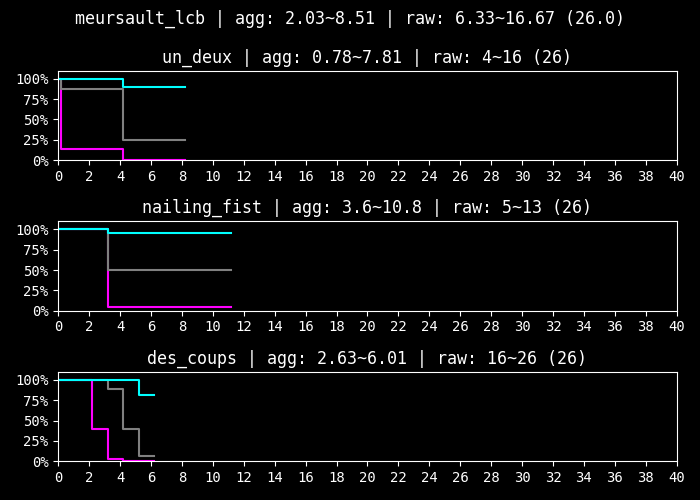 meursault_lcb | agg: 2.03~8.51 | raw: 6.33~16.67 (26.0)
un_deux | agg: 0.78~7.81 | raw: 4~16 (26)
100%
75%
50%
25%
0%
0 2 4 6 8 10 12 14 16 18 20 22 24 26 28 30 32 34 36 38 40
nailing_fist | agg: 3.6~10.8 | raw: 5~13 (26)
100%
75%
50%
25%
0%
0 2 4 6 8 10 12 14 16 18 20 22 24 26 28 30 32 34 36 38 40
des_coups | agg: 2.63~6.01 | raw: 16~26 (26)
100%
75%
50%
25%
0%
0 2 4 6 8 10 12 14 16 18 20 22 24 26 28 30 32 34 36 38 40